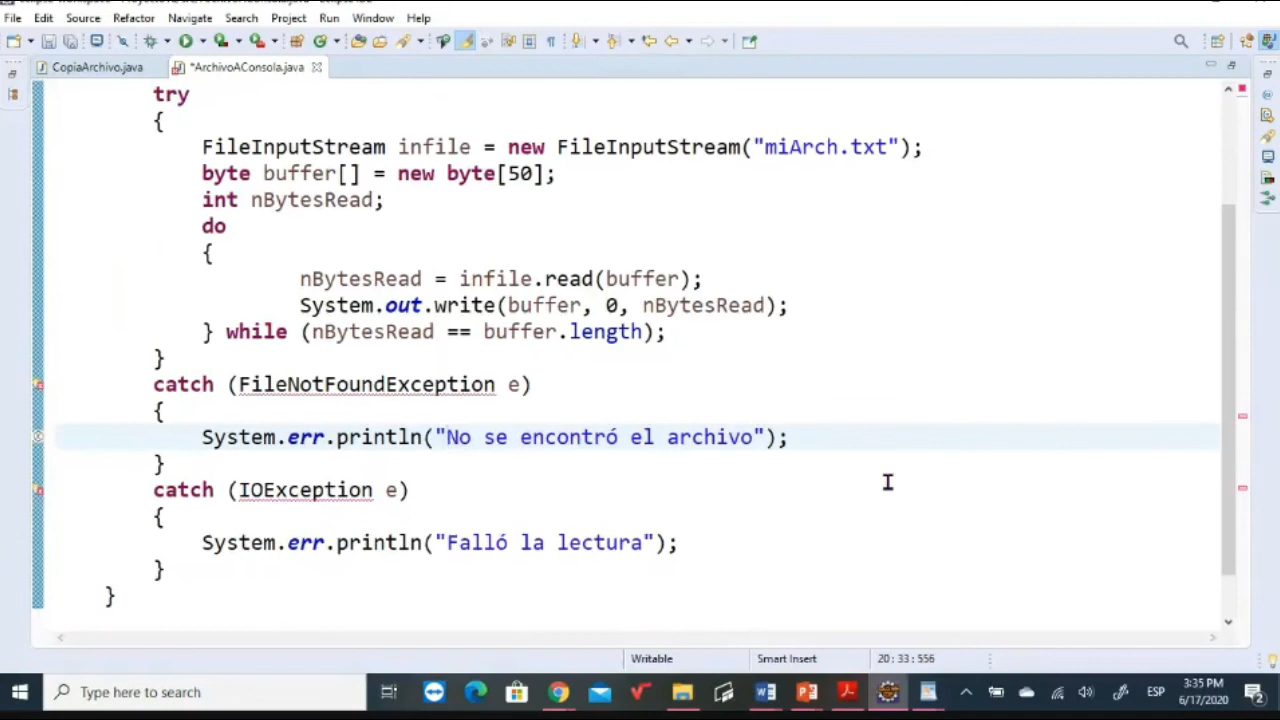 File Edit Source Refactor Navigate Search Project Run Window Help
CopiaArchivo.java
*ArchivoAConsola.java
try
{
FileInputStream infile = new FileInputStream("miArch.txt");
byte buffer[] = new byte[50];
int nBytesRead;
do
{
nBytesRead = infile.read(buffer);
System.out.write(buffer, 0, nBytesRead);
} while (nBytesRead == buffer.length);
}
catch (FileNotFoundException e)
{
System.err.println("No se encontró el archivo");
}
catch (IOException e)
{
System.err.println("Falló la lectura");
}
}
Writable
Smart Insert
20 : 33 : 556
Type here to search
ESP
3:35 PM
6/17/2020
2